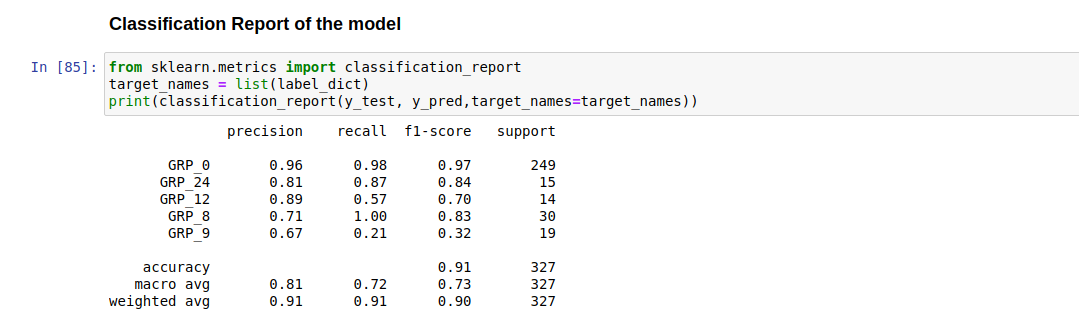 Classification Report of the model
In [85]: from sklearn.metrics import classification_report
target_names = list(label_dict)
print(classification_report(y_test, y_pred,target_names=target_names))
precision recall f1-score support
GRP_0 0.96 0.98 0.97 249
GRP_24 0.81 0.87 0.84 15
GRP_12 0.89 0.57 0.70 14
GRP_8 0.71 1.00 0.83 30
GRP_9 0.67 0.21 0.32 19
accuracy 0.91 327
macro avg 0.81 0.72 0.73 327
weighted avg 0.91 0.91 0.90 327